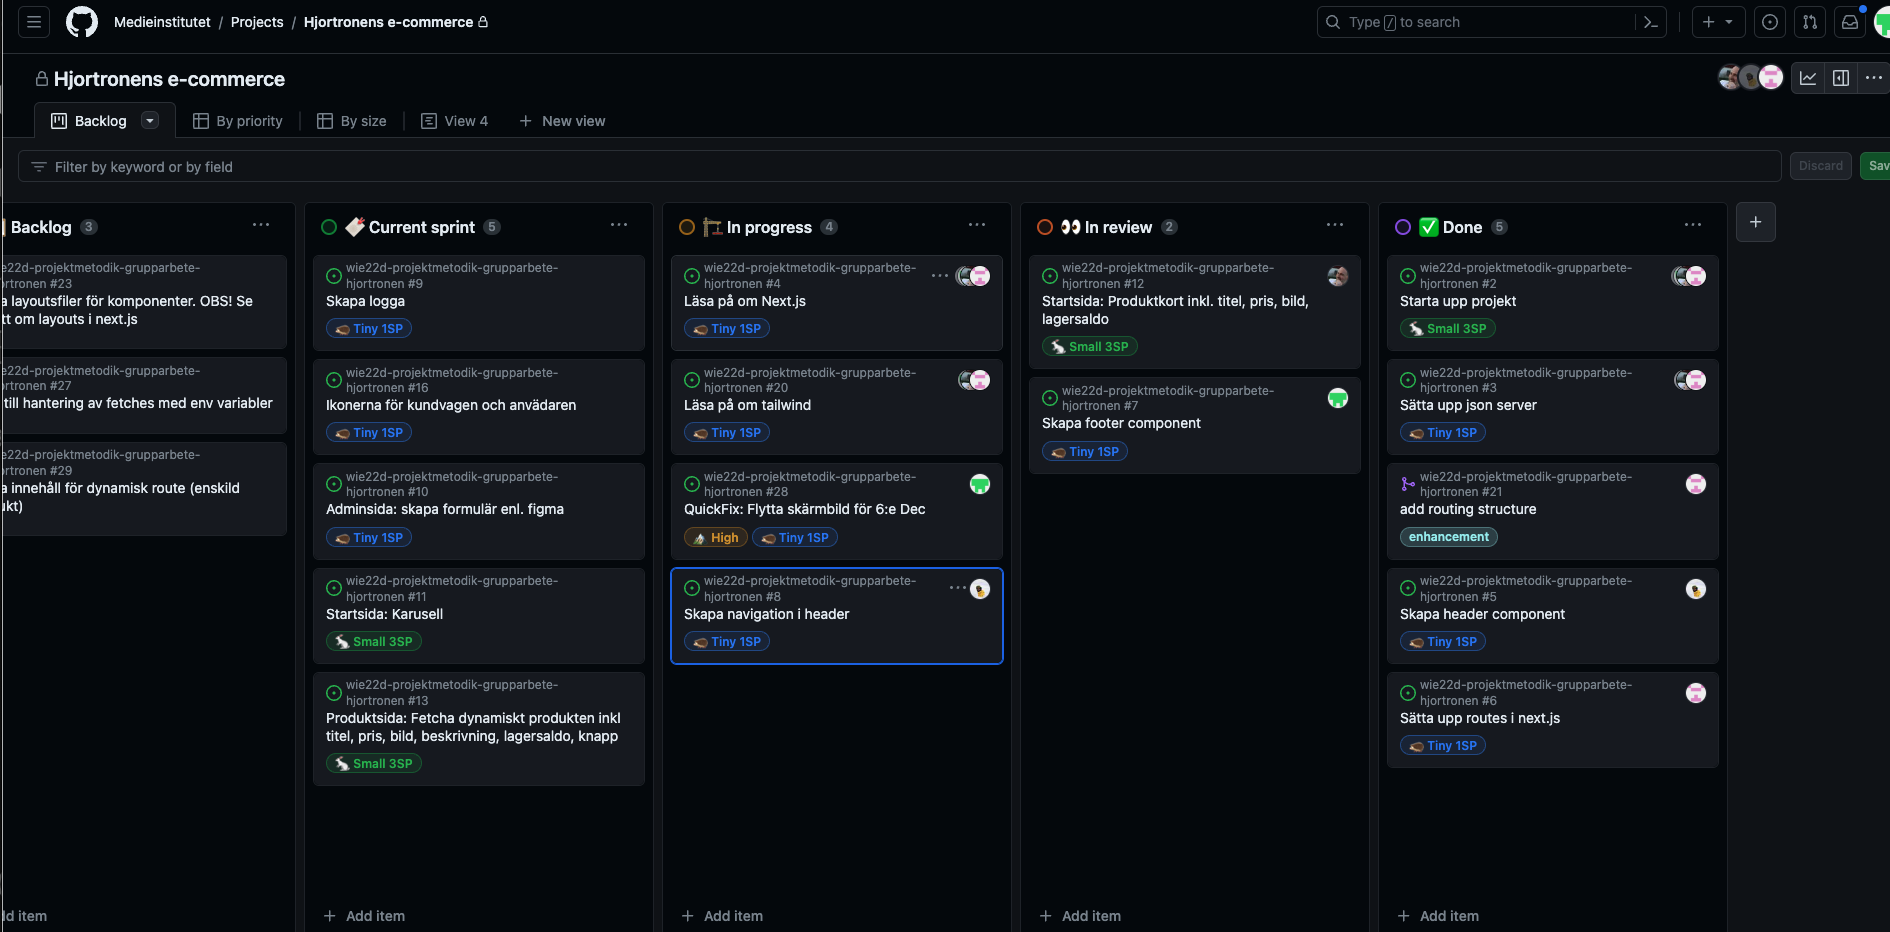 Medieinstitutet / Projects / Hjortronens e-commerce
Type / to search
Hjortronens e-commerce
Backlog
By priority
By size
View 4
New view
Filter by keyword or by field
Discard
Sav
Backlog 3
e22d-projektmetodik-grupparbete-
ortronen #23
a layoutsfiler för komponenter. OBS! Se
tt om layouts i next.js
e22d-projektmetodik-grupparbete-
ortronen #27
till hantering av fetches med env variabler
e22d-projektmetodik-grupparbete-
ortronen #29
a innehåll för dynamisk route (enskild
ukt)
dd item
Current sprint 5
wie22d-projektmetodik-grupparbete-
hjortronen #9
Skapa logga
Tiny 1SP
wie22d-projektmetodik-grupparbete-
hjortronen #16
Ikonerna för kundvagen och anvädaren
Tiny 1SP
wie22d-projektmetodik-grupparbete-
hjortronen #10
Adminsida: skapa formulär enl. figma
Tiny 1SP
wie22d-projektmetodik-grupparbete-
hjortronen #11
Startsida: Karusell
Small 3SP
wie22d-projektmetodik-grupparbete-
hjortronen #13
Produktsida: Fetcha dynamiskt produkten inkl
titel, pris, bild, beskrivning, lagersaldo, knapp
Small 3SP
Add item
In progress 4
wie22d-projektmetodik-grupparbete-
hjortronen #4
Läsa på om Next.js
Tiny 1SP
wie22d-projektmetodik-grupparbete-
hjortronen #20
Läsa på om tailwind
Tiny 1SP
wie22d-projektmetodik-grupparbete-
hjortronen #28
QuickFix: Flytta skärmbild för 6:e Dec
High Tiny 1SP
wie22d-projektmetodik-grupparbete-
hjortronen #8
Skapa navigation i header
Tiny 1SP
Add item
In review 2
wie22d-projektmetodik-grupparbete-
hjortronen #12
Startsida: Produktkort inkl. titel, pris, bild,
lagersaldo
Small 3SP
wie22d-projektmetodik-grupparbete-
hjortronen #7
Skapa footer component
Tiny 1SP
Add item
Done 5
wie22d-projektmetodik-grupparbete-
hjortronen #2
Starta upp projekt
Small 3SP
wie22d-projektmetodik-grupparbete-
hjortronen #3
Sätta upp json server
Tiny 1SP
wie22d-projektmetodik-grupparbete-
hjortronen #21
add routing structure
enhancement
wie22d-projektmetodik-grupparbete-
hjortronen #5
Skapa header component
Tiny 1SP
wie22d-projektmetodik-grupparbete-
hjortronen #6
Sätta upp routes i next.js
Tiny 1SP
Add item